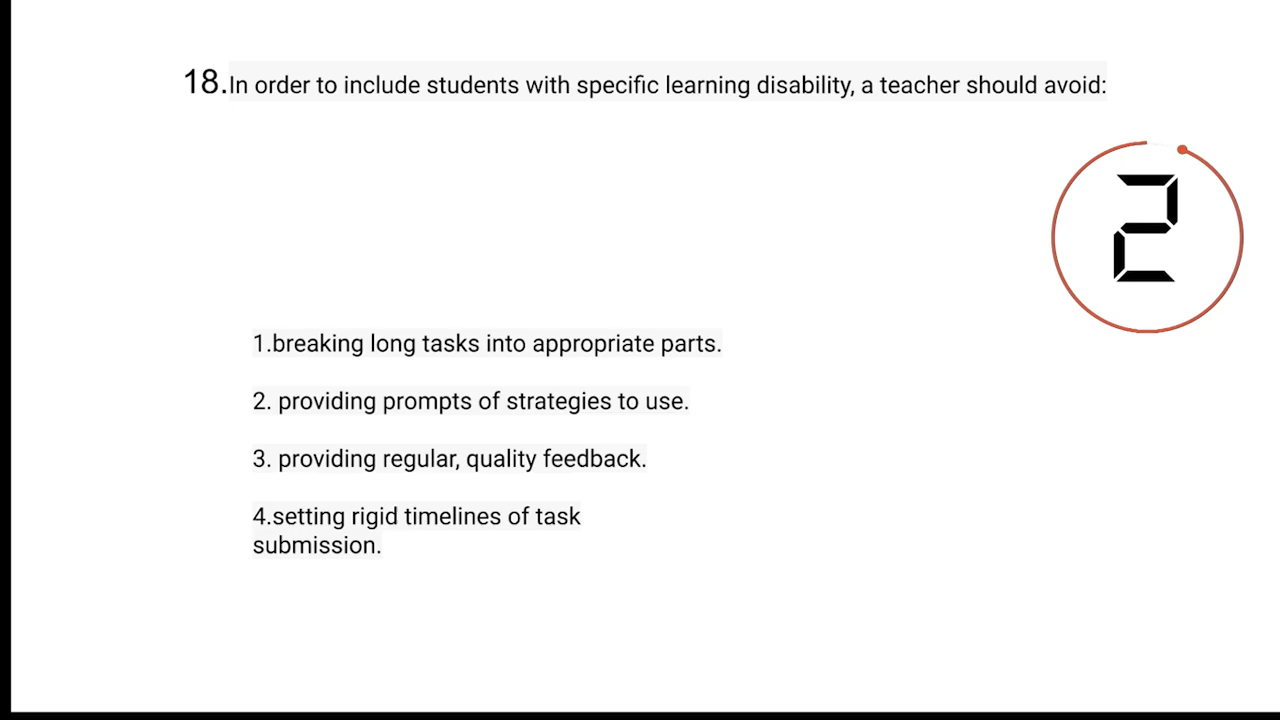 18.In order to include students with specific learning disability, a teacher should avoid:
2
1.breaking long tasks into appropriate parts.
2. providing prompts of strategies to use.
3. providing regular, quality feedback.
4.setting rigid timelines of task
submission.